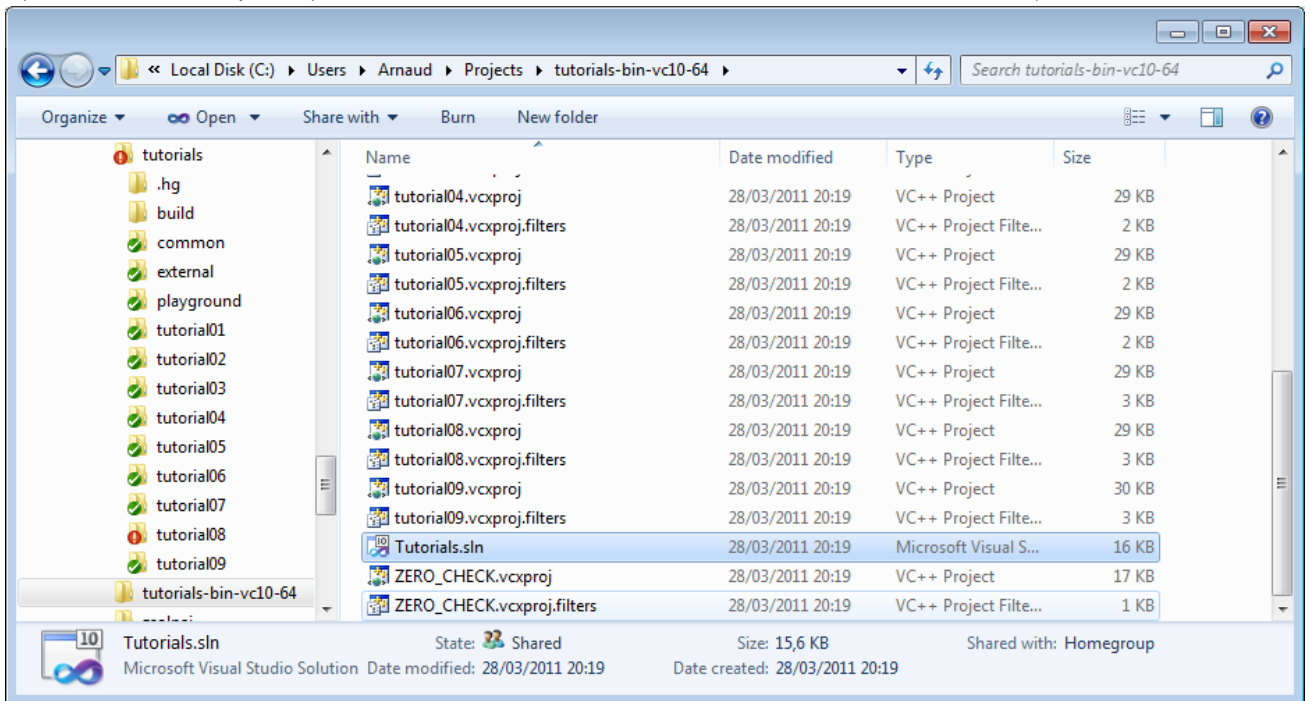 « Local Disk (C:) ▸ Users ▸ Arnaud ▸ Projects ▸ tutorials-bin-vc10-64 ▸ Search tutorials-bin-vc10-64
Organize Open Share with Burn New folder
tutorials
.hg
build
common
external
playground
tutorial01
tutorial02
tutorial03
tutorial04
tutorial05
tutorial06
tutorial07
tutorial08
tutorial09
tutorials-bin-vc10-64
Name Date modified Type Size
tutorial04.vcxproj 28/03/2011 20:19 VC++ Project 29 KB
tutorial04.vcxproj.filters 28/03/2011 20:19 VC++ Project Filte... 2 KB
tutorial05.vcxproj 28/03/2011 20:19 VC++ Project 29 KB
tutorial05.vcxproj.filters 28/03/2011 20:19 VC++ Project Filte... 2 KB
tutorial06.vcxproj 28/03/2011 20:19 VC++ Project 29 KB
tutorial06.vcxproj.filters 28/03/2011 20:19 VC++ Project Filte... 2 KB
tutorial07.vcxproj 28/03/2011 20:19 VC++ Project 29 KB
tutorial07.vcxproj.filters 28/03/2011 20:19 VC++ Project Filte... 3 KB
tutorial08.vcxproj 28/03/2011 20:19 VC++ Project 29 KB
tutorial08.vcxproj.filters 28/03/2011 20:19 VC++ Project Filte... 3 KB
tutorial09.vcxproj 28/03/2011 20:19 VC++ Project 30 KB
tutorial09.vcxproj.filters 28/03/2011 20:19 VC++ Project Filte... 3 KB
Tutorials.sln 28/03/2011 20:19 Microsoft Visual S... 16 KB
ZERO_CHECK.vcxproj 28/03/2011 20:19 VC++ Project 17 KB
ZERO_CHECK.vcxproj.filters 28/03/2011 20:19 VC++ Project Filte... 1 KB
10 Tutorials.sln State: Shared Size: 15,6 KB Shared with: Homegroup
Microsoft Visual Studio Solution Date modified: 28/03/2011 20:19 Date created: 28/03/2011 20:19